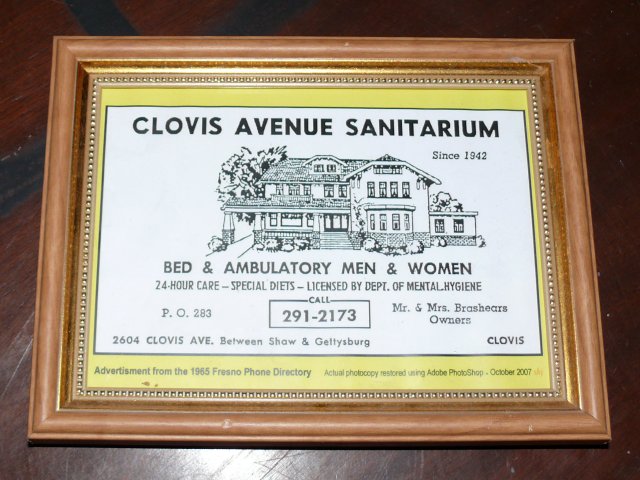 CLOVIS AVENUE SANITARIUM
Since 1942
BED & AMBULATORY MEN & WOMEN
24-HOUR CARE – SPECIAL DIETS – LICENSED BY DEPT. OF MENTAL HYGIENE
CALL
P. O. 283
291-2173
Mr. & Mrs. Brashears
Owners
2604 CLOVIS AVE. Between Shaw & Gettysburg
CLOVIS
Advertisment from the 1965 Fresno Phone Directory
Actual photocopy restored using Adobe PhotoShop - October 2007